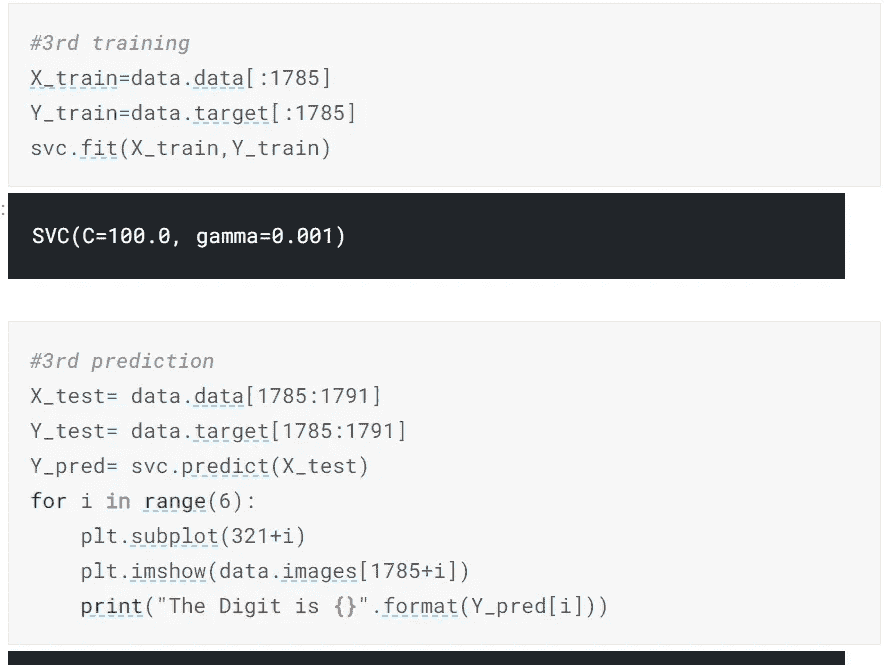 #3rd training
X_train=data.data[:1785]
Y_train=data.target[:1785]
svc.fit(X_train,Y_train)
:
SVC(C=100.0, gamma=0.001)
#3rd prediction
X_test= data.data[1785:1791]
Y_test= data.target[1785:1791]
Y_pred= svc.predict(X_test)
for i in range(6):
    plt.subplot(321+i)
    plt.imshow(data.images[1785+i])
    print("The Digit is {}".format(Y_pred[i]))